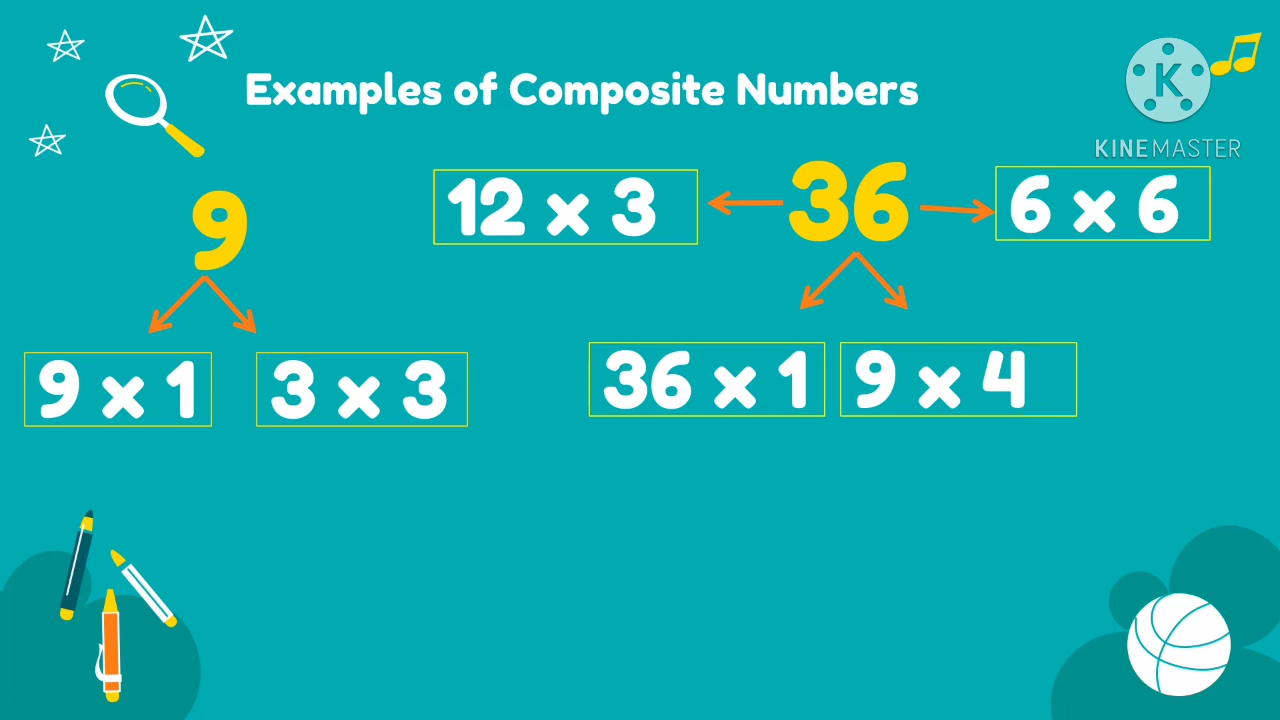 Examples of Composite Numbers
K
KINEMASTER
9
12 x 3
36
6 x 6
9 x 1
3 x 3
36 x 1
9 x 4